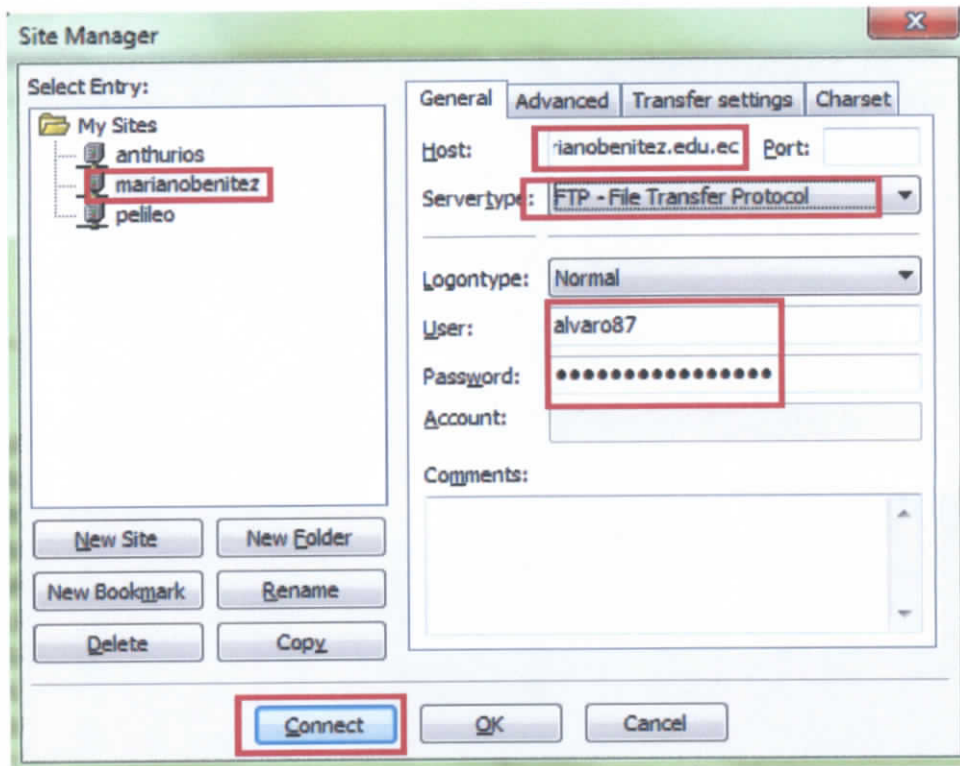 Site Manager
Select Entry:
My Sites
anthurios
marianobenitez
pelileo
New Site
New Folder
New Bookmark
Rename
Delete
Copy
General
Advanced
Transfer settings
Charset
Host:
rianobenitez.edu.ec
Port:
Servertype:
FTP - File Transfer Protocol
Logontype:
Normal
User:
alvaro87
Password:
••••••••••••••••
Account:
Comments:
Connect
OK
Cancel